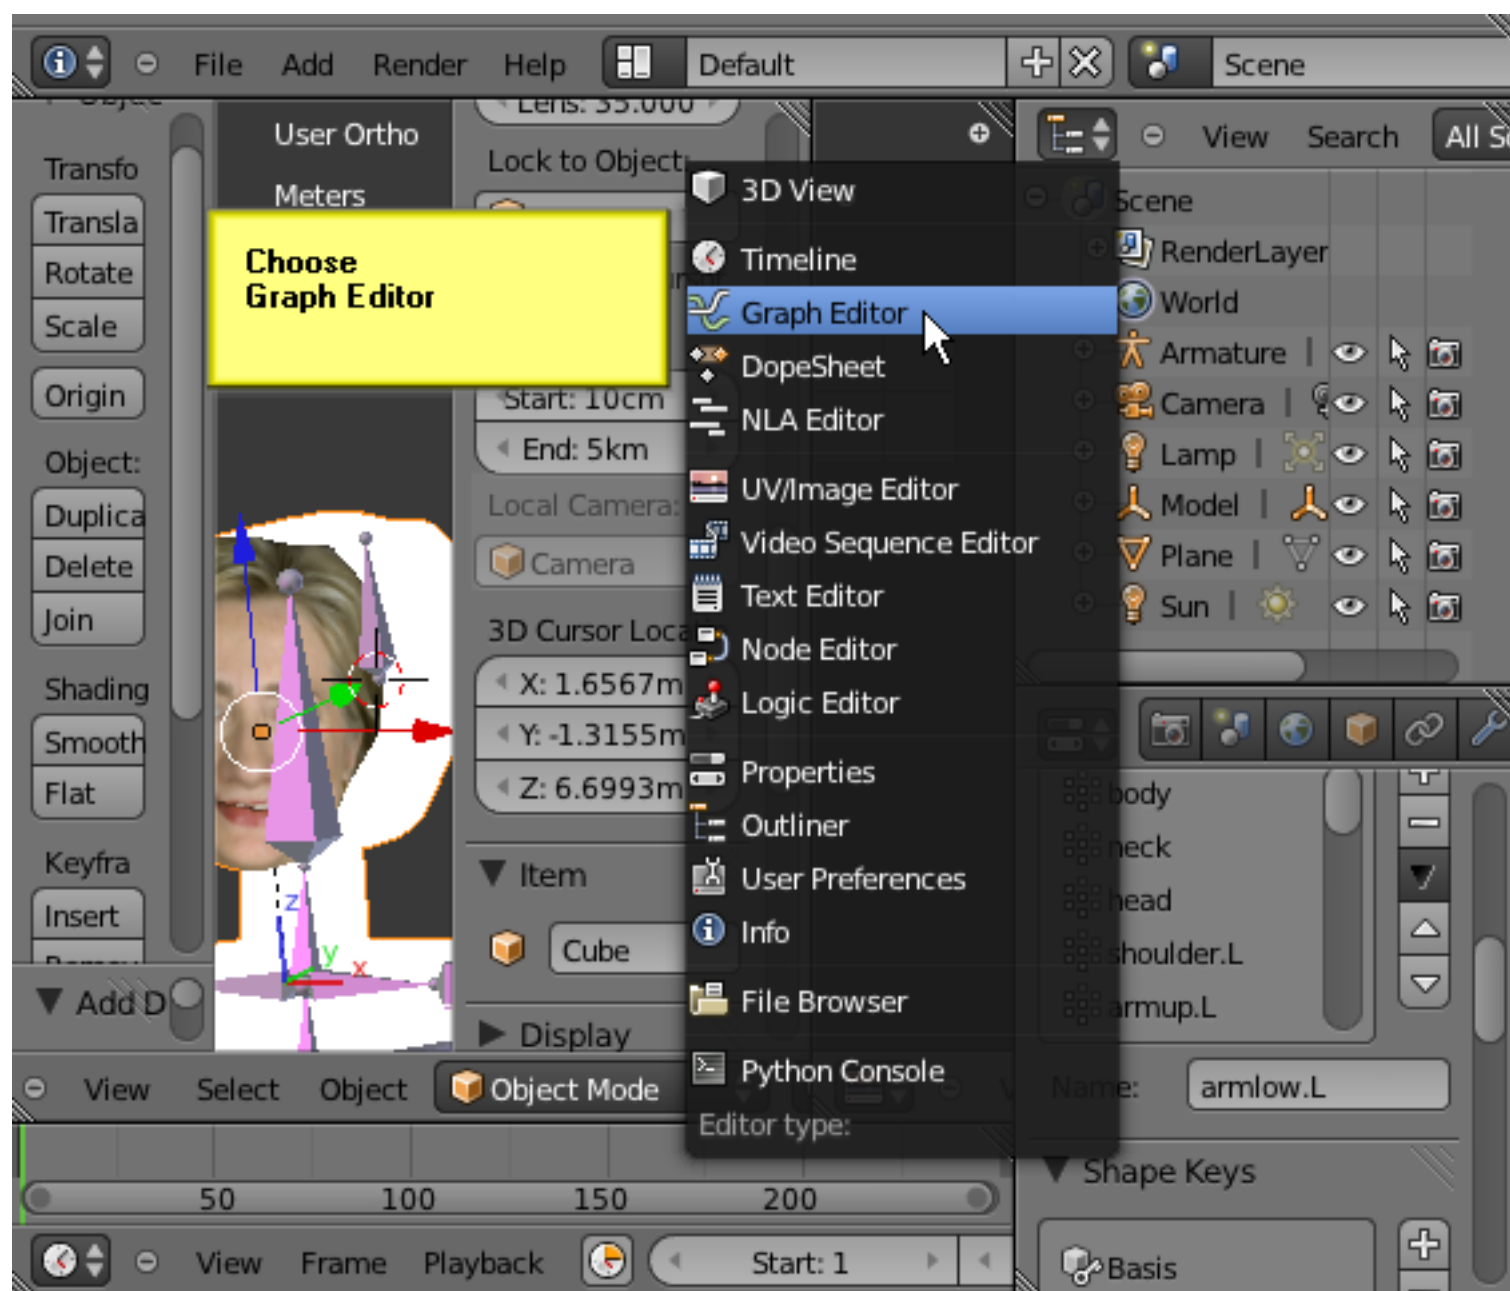 File Add Render Help Default Scene
Lens: 35.000
User Ortho
Meters
Lock to Object:
View Search
Transfo
Transla
Rotate
Scale
Origin
Object:
Duplica
Delete
Join
Shading
Smooth
Flat
Keyfra
Insert
Add D
Choose
Graph Editor
Start: 10cm
End: 5km
Local Camera:
Camera
3D Cursor Loca
X: 1.6567m
Y: -1.3155m
Z: 6.6993m
Item
Cube
Display
z
y
x
3D View
Timeline
Graph Editor
DopeSheet
NLA Editor
UV/Image Editor
Video Sequence Editor
Text Editor
Node Editor
Logic Editor
Properties
Outliner
User Preferences
Info
File Browser
Python Console
Editor type:
Scene
RenderLayer
World
Armature
Camera
Lamp
Model
Plane
Sun
body
neck
head
shoulder.L
armup.L
Name: armlow.L
Shape Keys
Basis
View Select Object Object Mode
50 100 150 200
View Frame Playback Start: 1